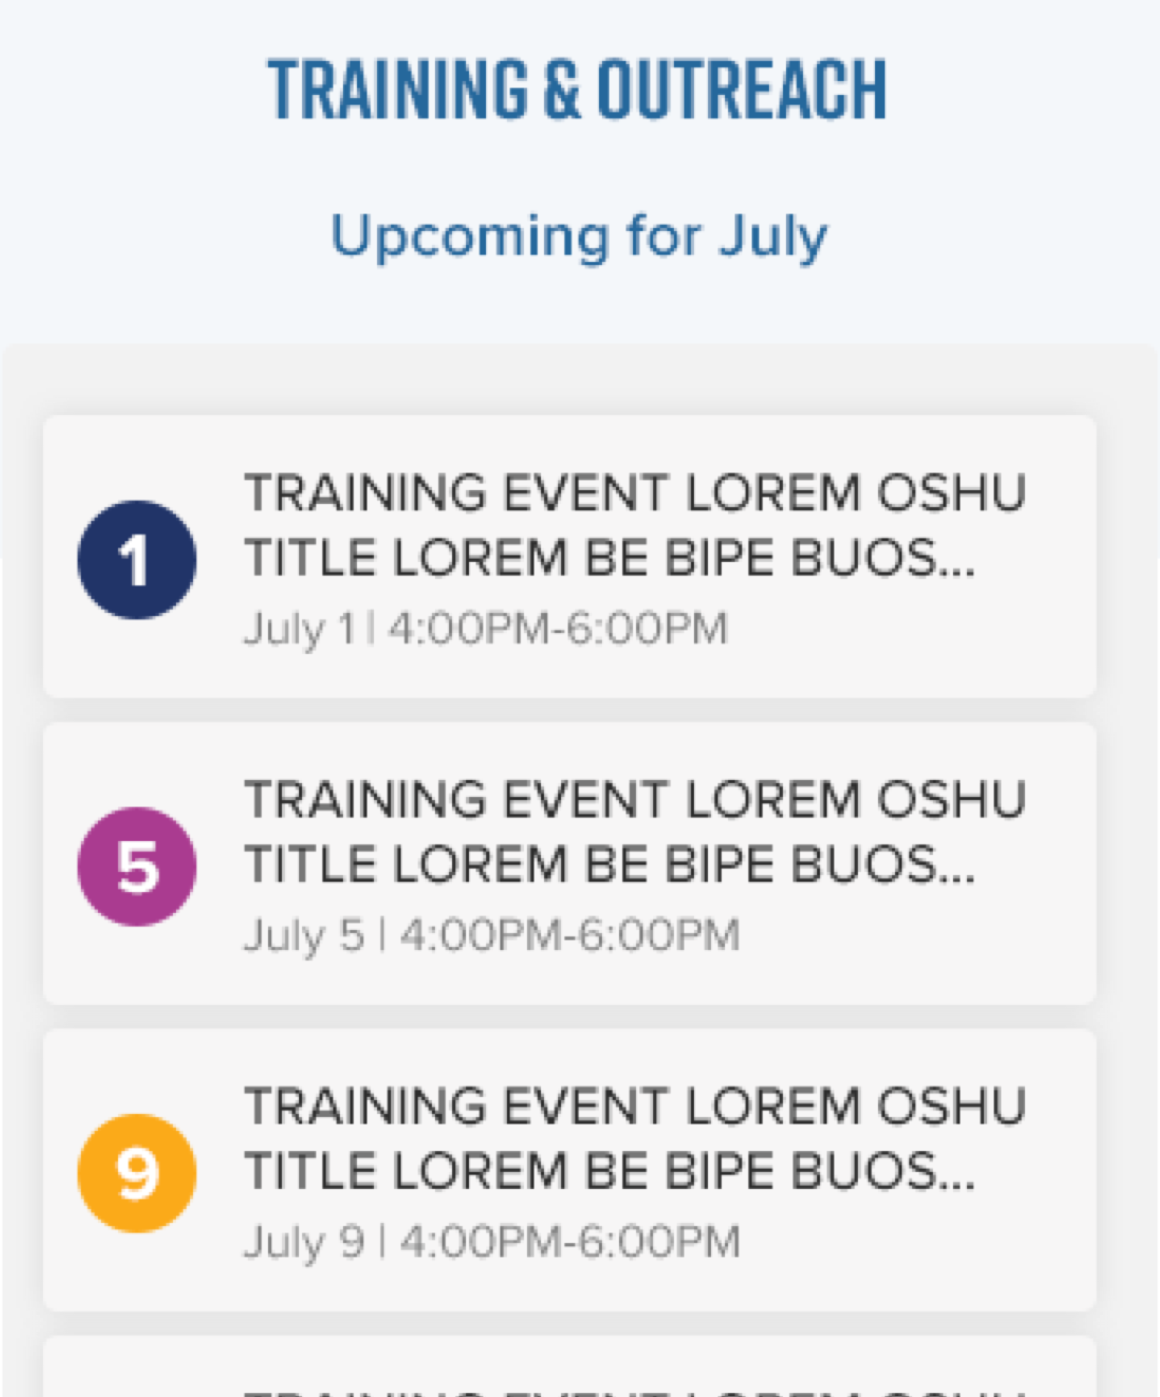 TRAINING & OUTREACH
Upcoming for July
1
TRAINING EVENT LOREM OSHU
TITLE LOREM BE BIPE BUOS...
July 1 | 4:00PM-6:00PM
5
TRAINING EVENT LOREM OSHU
TITLE LOREM BE BIPE BUOS...
July 5 | 4:00PM-6:00PM
9
TRAINING EVENT LOREM OSHU
TITLE LOREM BE BIPE BUOS...
July 9 | 4:00PM-6:00PM